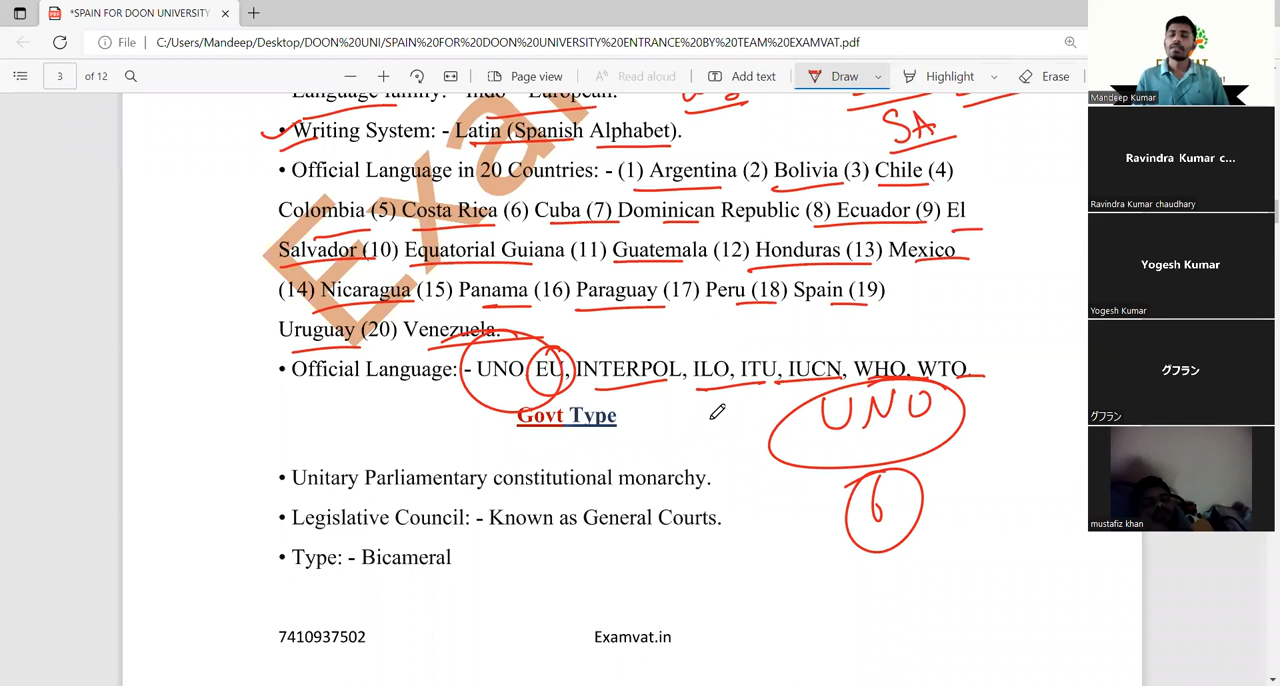 *SPAIN FOR DOON UNIVERSITY
File
C:/Users/Mandeep/Desktop/DOON%20UNI/SPAIN%20FOR%20DOON%20UNIVERSITY%20ENTRANCE%20BY%20TEAM%20EXAMVAT.pdf
3 of 12
Page view
Read aloud
Add text
Draw
Highlight
Erase
Language family: Indo - European.
• Writing System: - Latin (Spanish Alphabet).
SA
• Official Language in 20 Countries: - (1) Argentina (2) Bolivia (3) Chile (4)
Colombia (5) Costa Rica (6) Cuba (7) Dominican Republic (8) Ecuador (9) El
Salvador (10) Equatorial Guiana (11) Guatemala (12) Honduras (13) Mexico
(14) Nicaragua (15) Panama (16) Paraguay (17) Peru (18) Spain (19)
Uruguay (20) Venezuela.
• Official Language: - UNO EU, INTERPOL, ILO, ITU, IUCN, WHO, WTO.
UNO
Govt Type
6
• Unitary Parliamentary constitutional monarchy.
• Legislative Council: - Known as General Courts.
• Type: - Bicameral
7410937502
Examvat.in
Exa
Mandeep Kumar
Ravindra Kumar c...
Ravindra Kumar chaudhary
Yogesh Kumar
Yogesh Kumar
グフラン
グフラン
mustafiz khan